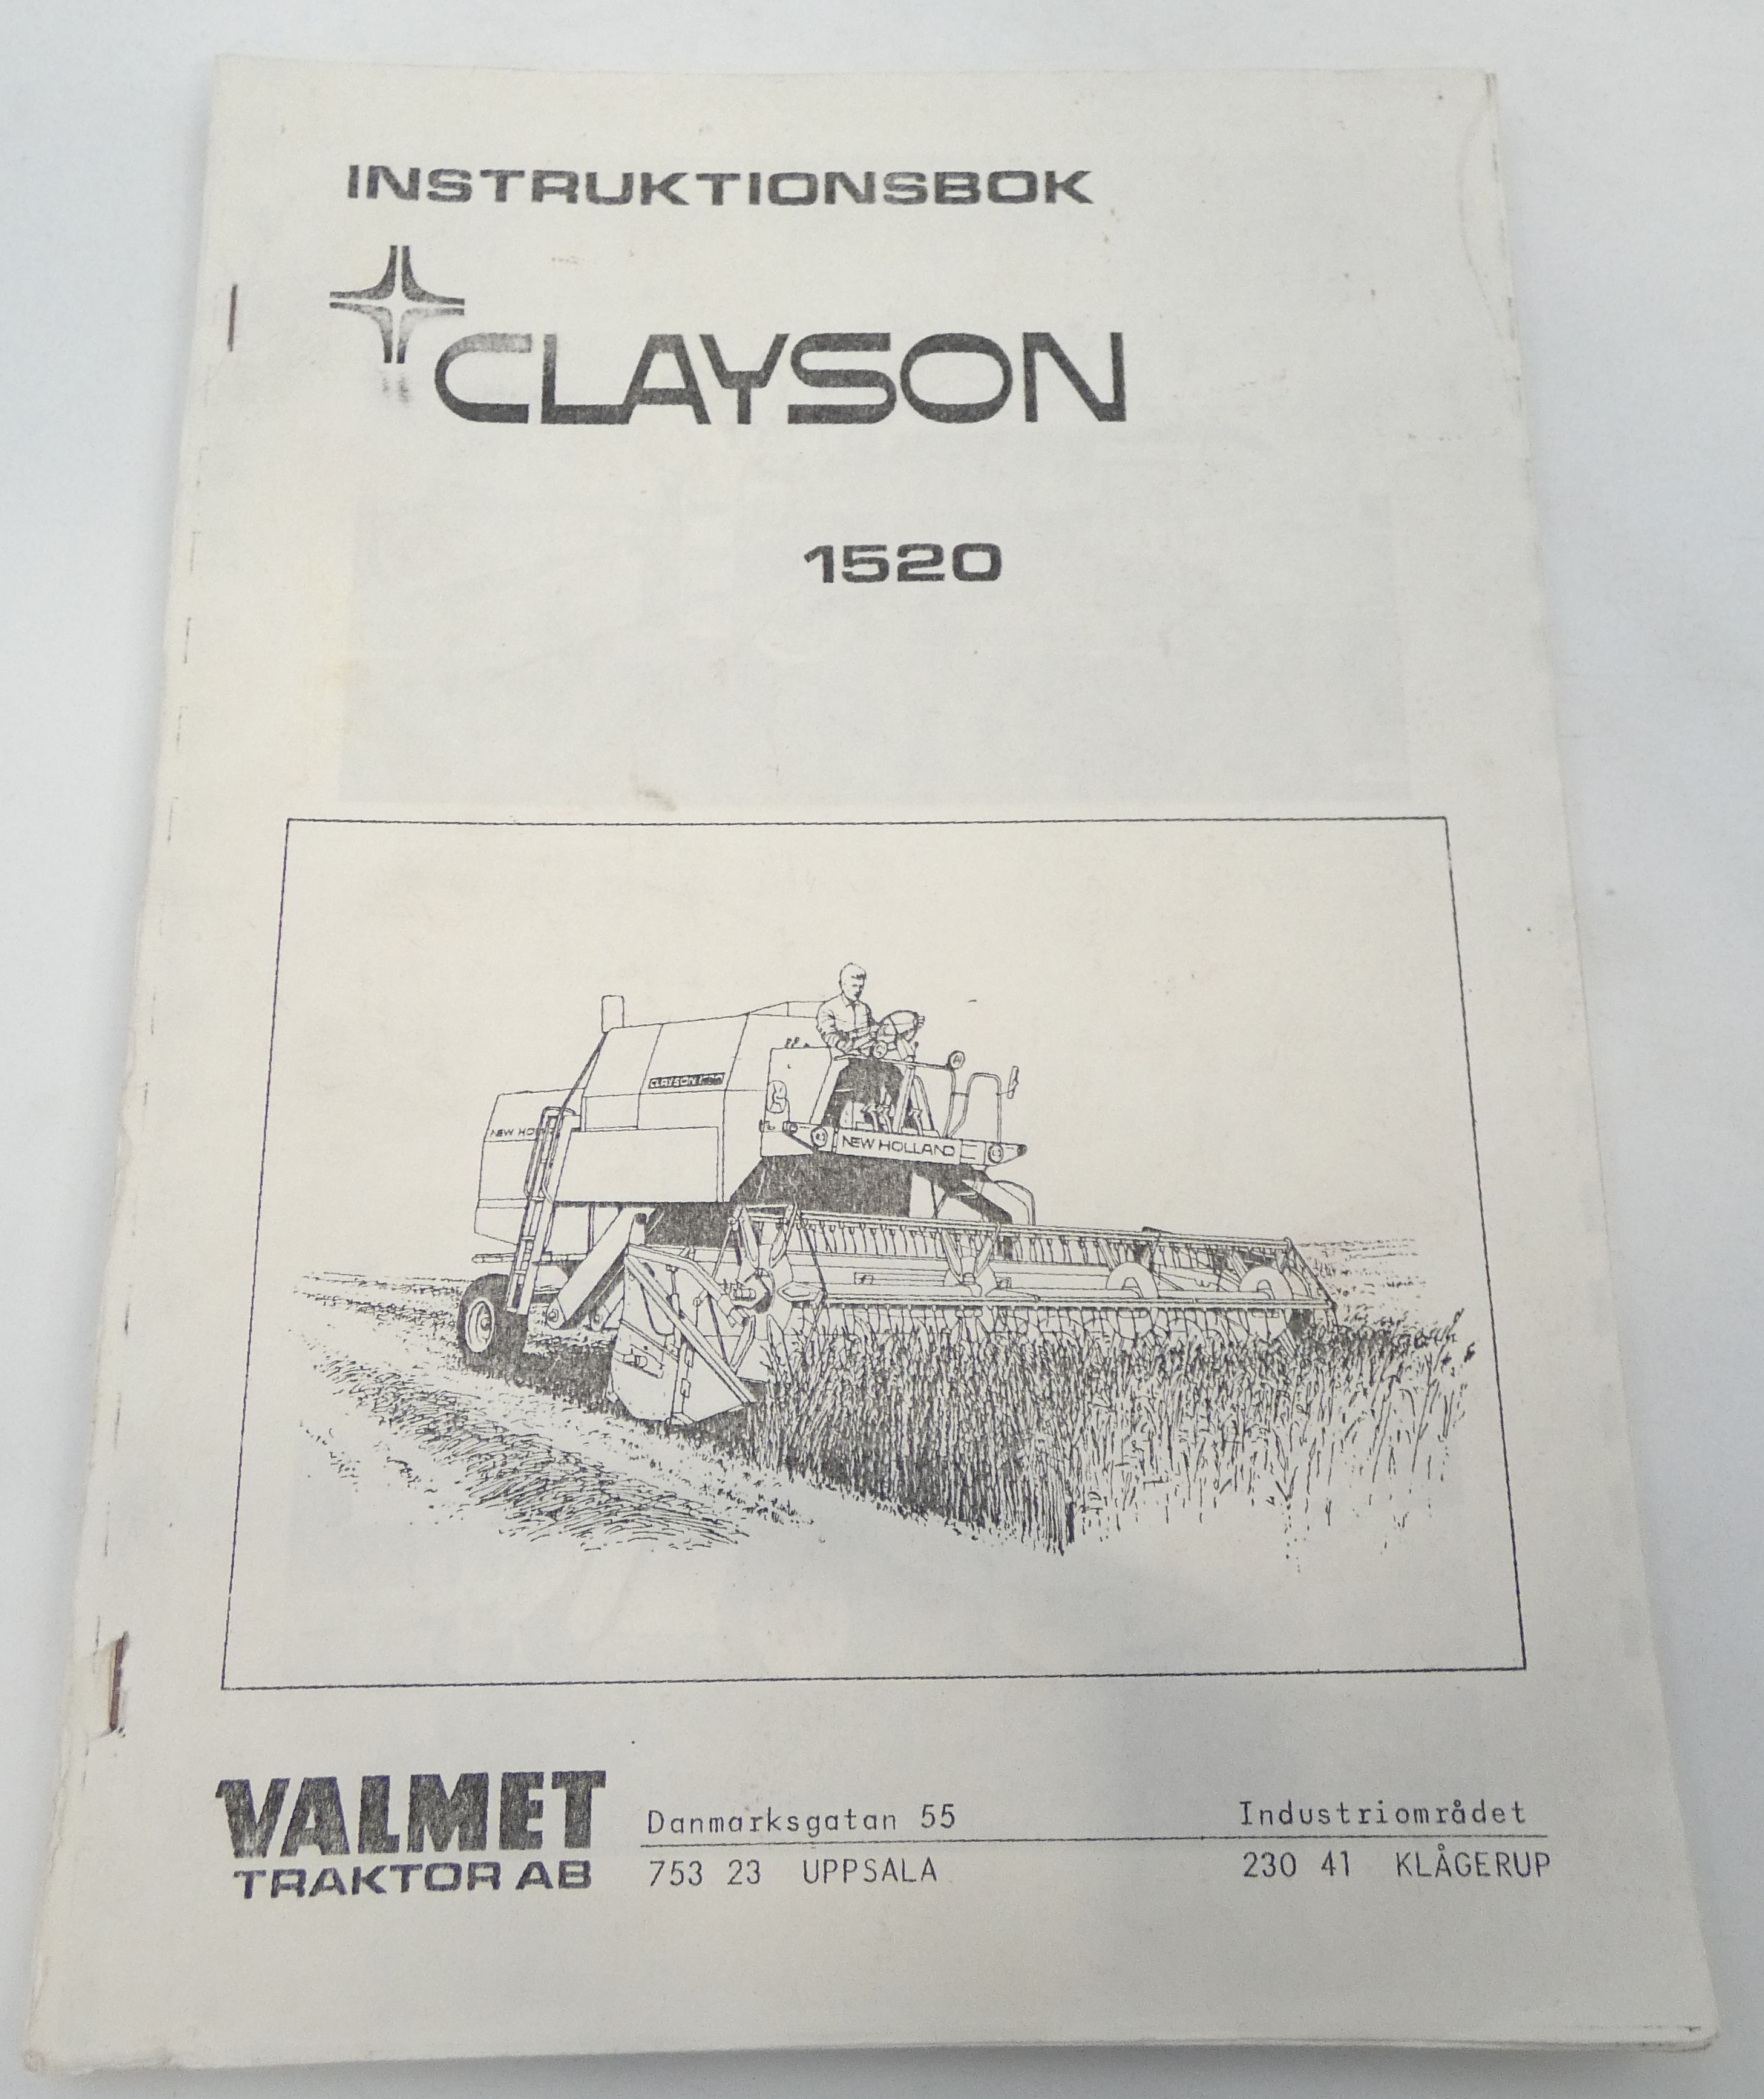 INSTRUKTIONSBOK
CLAYSON
1520
CLAYSON
NEW HOLLAND
VALMET
TRAKTOR AB
Danmarksgatan 55
753 23 UPPSALA
Industriområdet
230 41 KLÅGERUP